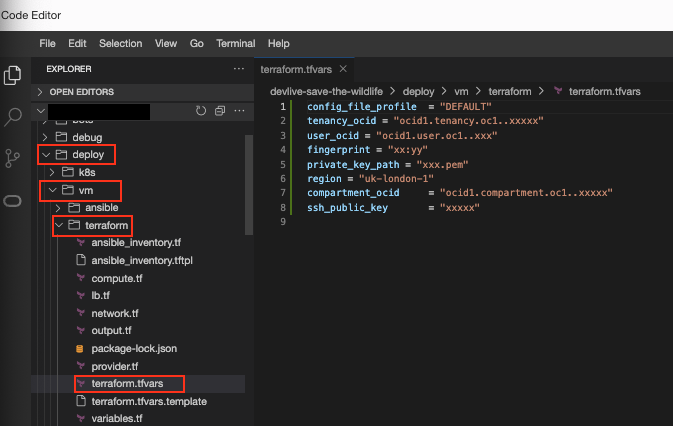 Code Editor
File Edit Selection View Go Terminal Help
EXPLORER ...
OPEN EDITORS
debug
deploy
k8s
vm
ansible
terraform
ansible_inventory.tf
ansible_inventory.tftpl
compute.tf
lb.tf
network.tf
output.tf
package-lock.json
provider.tf
terraform.tfvars
terraform.tfvars.template
variables.tf
terraform.tfvars
devlive-save-the-wildlife > deploy > vm > terraform > terraform.tfvars
1 config_file_profile = "DEFAULT"
2 tenancy_ocid = "ocid1.tenancy.oc1..xxxxx"
3 user_ocid = "ocid1.user.oc1..xxx"
4 fingerprint = "xx:yy"
5 private_key_path = "xxx.pem"
6 region = "uk-london-1"
7 compartment_ocid = "ocid1.compartment.oc1..xxxxx"
8 ssh_public_key = "xxxxx"
9